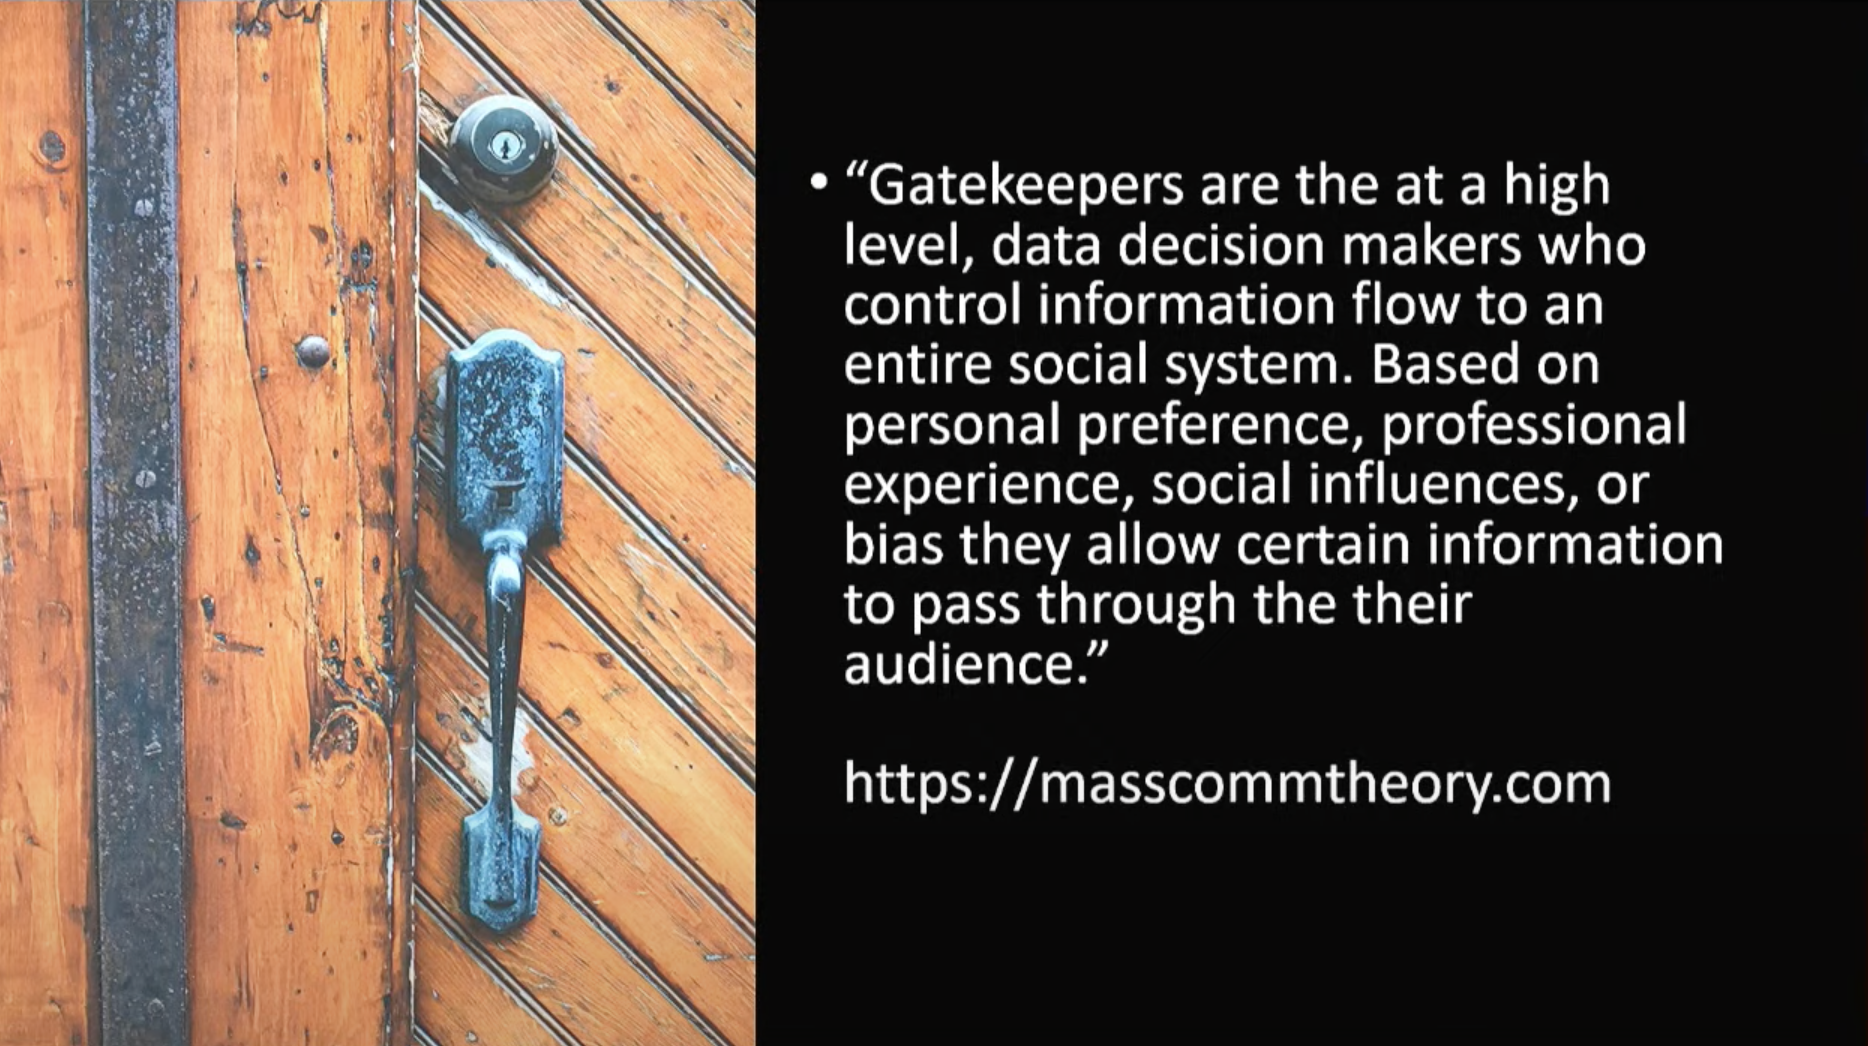 • “Gatekeepers are the at a high
level, data decision makers who
control information flow to an
entire social system. Based on
personal preference, professional
experience, social influences, or
bias they allow certain information
to pass through the their
audience.”
https://masscommtheory.com